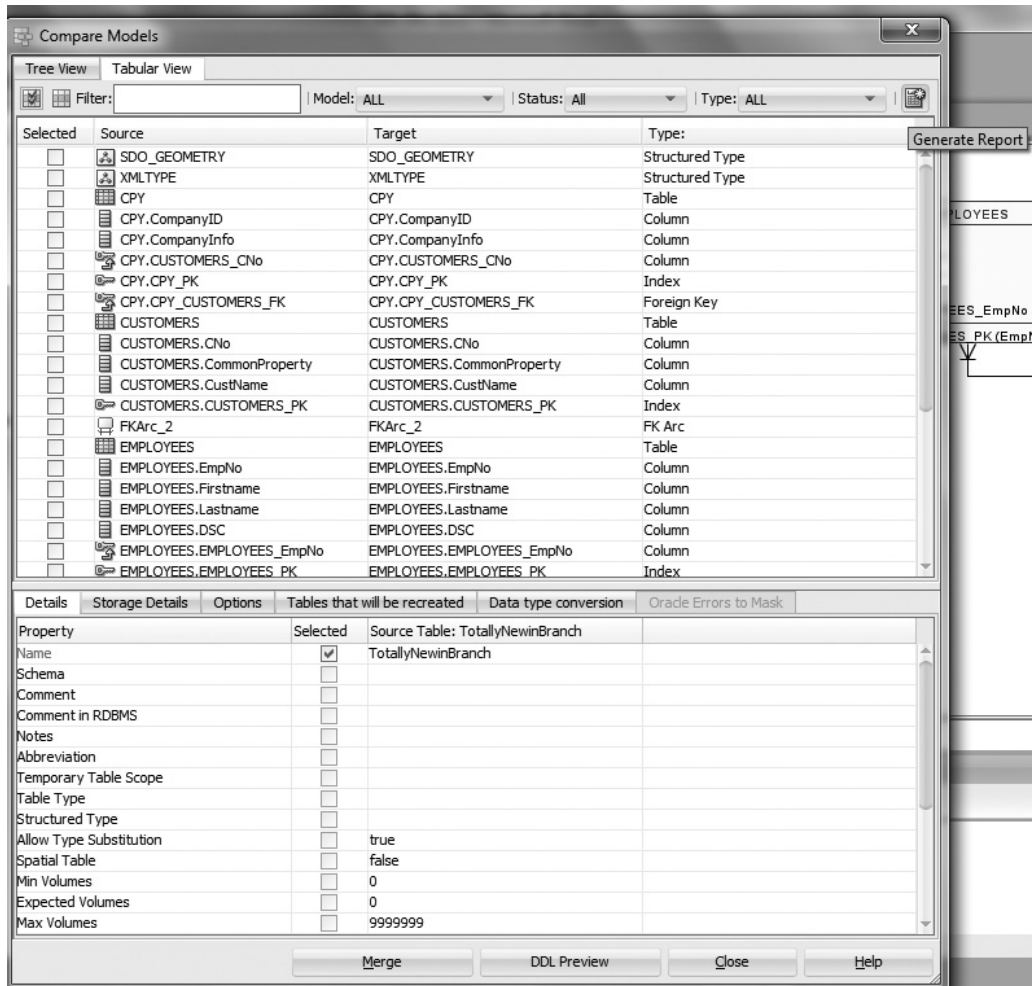 Compare Models
x
Tree View Tabular View
Filter: Model: ALL Status: All Type: ALL
Generate Report
Selected Source Target Type:
SDO_GEOMETRY SDO_GEOMETRY Structured Type
XMLTYPE XMLTYPE Structured Type
CPY CPY Table
CPY.CompanyID CPY.CompanyID Column
CPY.CompanyInfo CPY.CompanyInfo Column
CPY.CUSTOMERS_CNo CPY.CUSTOMERS_CNo Column
CPY.CPY_PK CPY.CPY_PK Index
CPY.CPY_CUSTOMERS_FK CPY.CPY_CUSTOMERS_FK Foreign Key
CUSTOMERS CUSTOMERS Table
CUSTOMERS.CNo CUSTOMERS.CNo Column
CUSTOMERS.CommonProperty CUSTOMERS.CommonProperty Column
CUSTOMERS.CustName CUSTOMERS.CustName Column
CUSTOMERS.CUSTOMERS_PK CUSTOMERS.CUSTOMERS_PK Index
FKArc_2 FKArc_2 FK Arc
EMPLOYEES EMPLOYEES Table
EMPLOYEES.EmpNo EMPLOYEES.EmpNo Column
EMPLOYEES.Firstname EMPLOYEES.Firstname Column
EMPLOYEES.Lastname EMPLOYEES.Lastname Column
EMPLOYEES.DSC EMPLOYEES.DSC Column
EMPLOYEES.EMPLOYEES_EmpNo EMPLOYEES.EMPLOYEES_EmpNo Column
EMPLOYEES.EMPLOYEES_PK EMPLOYEES.EMPLOYEES_PK Index
PLOYEES
EES_EmpNo
ES_PK(EmpN
Details Storage Details Options Tables that will be recreated Data type conversion Oracle Errors to Mask
Property Selected Source Table: TotallyNewinBranch
Name TotallyNewinBranch
Schema
Comment
Comment in RDBMS
Notes
Abbreviation
Temporary Table Scope
Table Type
Structured Type
Allow Type Substitution true
Spatial Table false
Min Volumes 0
Expected Volumes 0
Max Volumes 9999999
Merge DDL Preview Close Help